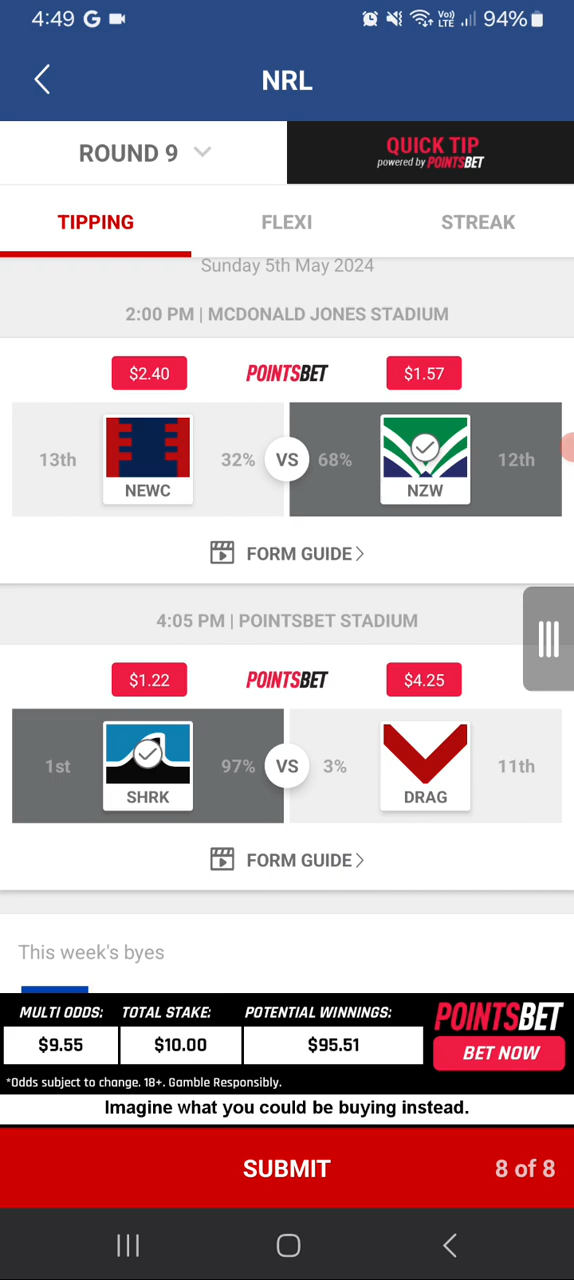 4:49 G Vo)) LTE 94%
NRL
ROUND 9
QUICK TIP
powered by POINTSBET
TIPPING FLEXI STREAK
Sunday 5th May 2024
2:00 PM | MCDONALD JONES STADIUM
$2.40 POINTSBET $1.57
13th NEWC 32% VS 68% NZW 12th
FORM GUIDE
4:05 PM | POINTSBET STADIUM
$1.22 POINTSBET $4.25
1st SHRK 97% VS 3% DRAG 11th
FORM GUIDE
This week's byes
MULTI ODDS: TOTAL STAKE: POTENTIAL WINNINGS: POINTSBET
$9.55 $10.00 $95.51 BET NOW
*Odds subject to change. 18+. Gamble Responsibly.
Imagine what you could be buying instead.
SUBMIT 8 of 8